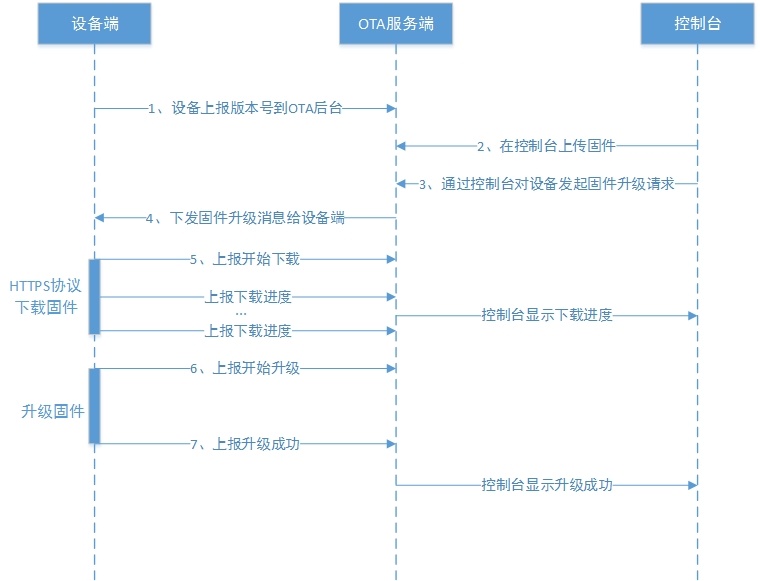 设备端
OTA服务端
控制台
1、设备上报版本号到OTA后台
2、在控制台上传固件
3、通过控制台对设备发起固件升级请求
4、下发固件升级消息给设备端
5、上报开始下载
HTTPS协议
下载固件
上报下载进度
...
控制台显示下载进度
上报下载进度
6、上报开始升级
升级固件
7、上报升级成功
控制台显示升级成功